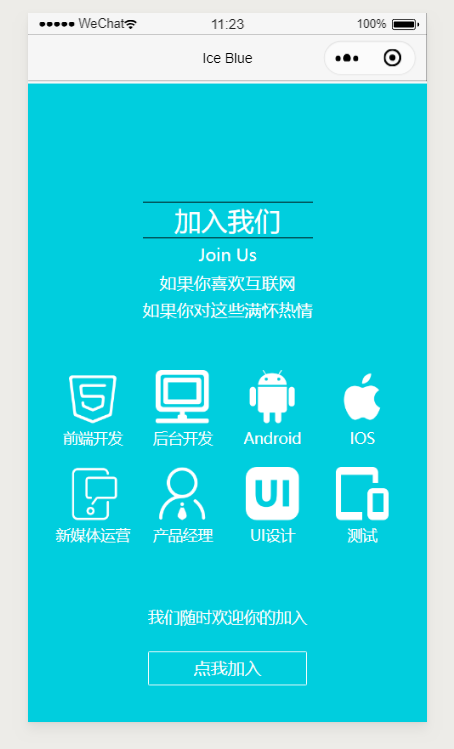 WeChat 11:23 100%
Ice Blue
加入我们
Join Us
如果你喜欢互联网
如果你对这些满怀热情
5
前端开发 后台开发 Android IOS
UI
新媒体运营 产品经理 UI设计 测试
我们随时欢迎你的加入
点我加入